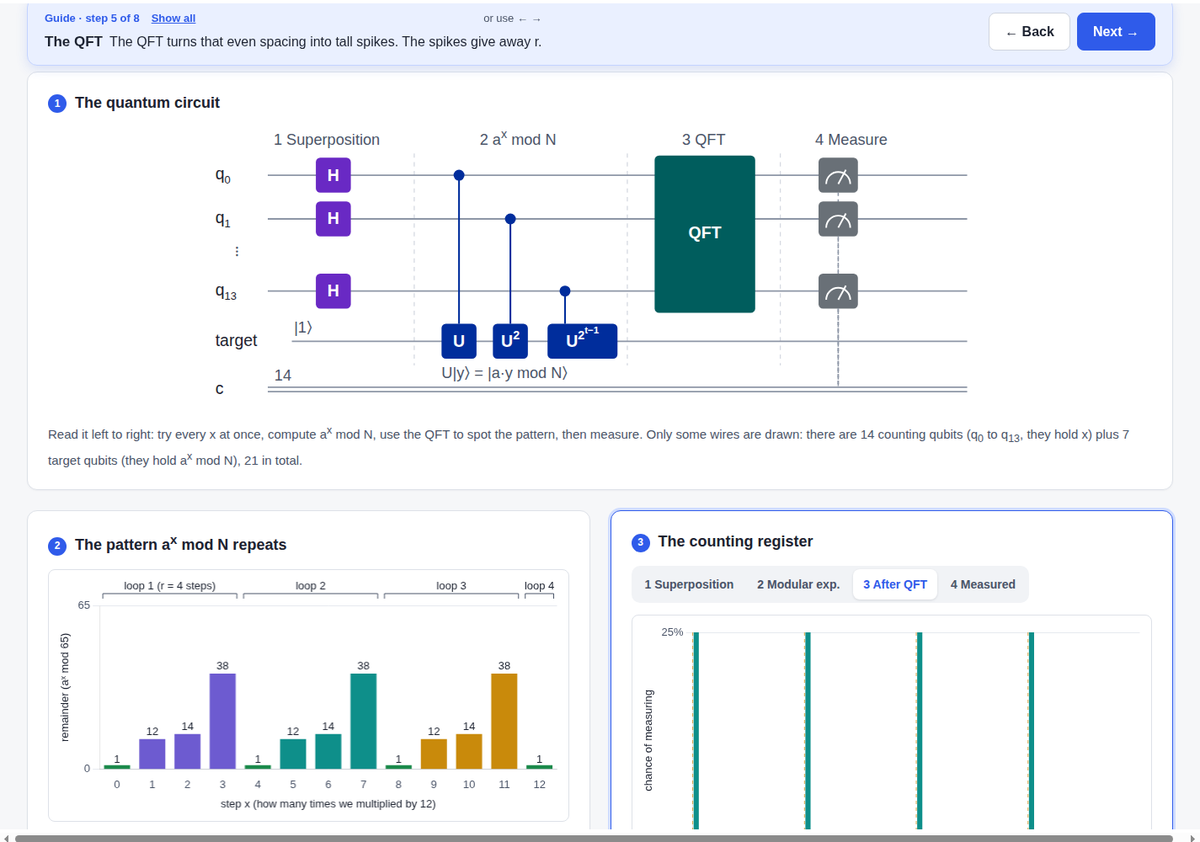 Guide · step 5 of 8 Show all or use ← →
The QFT The QFT turns that even spacing into tall spikes. The spikes give away r.
← Back Next →
1 The quantum circuit
1 Superposition 2 aˣ mod N 3 QFT 4 Measure
q₀ H
q₁ H
QFT
⋮
q₁₃ H
|1⟩
target U U² U^2^t−1
U|y⟩ = |a·y mod N⟩
14
c
Read it left to right: try every x at once, compute aˣ mod N, use the QFT to spot the pattern, then measure. Only some wires are drawn: there are 14 counting qubits (q₀ to q₁₃, they hold x) plus 7
target qubits (they hold aˣ mod N), 21 in total.
2 The pattern aˣ mod N repeats
loop 1 (r = 4 steps) loop 2 loop 3 loop 4
65
remainder (aˣ mod 65)
0
1 12 14 38 1 12 14 38 1 12 14 38 1
0 1 2 3 4 5 6 7 8 9 10 11 12
step x (how many times we multiplied by 12)
3 The counting register
1 Superposition 2 Modular exp. 3 After QFT 4 Measured
25%
chance of measuring